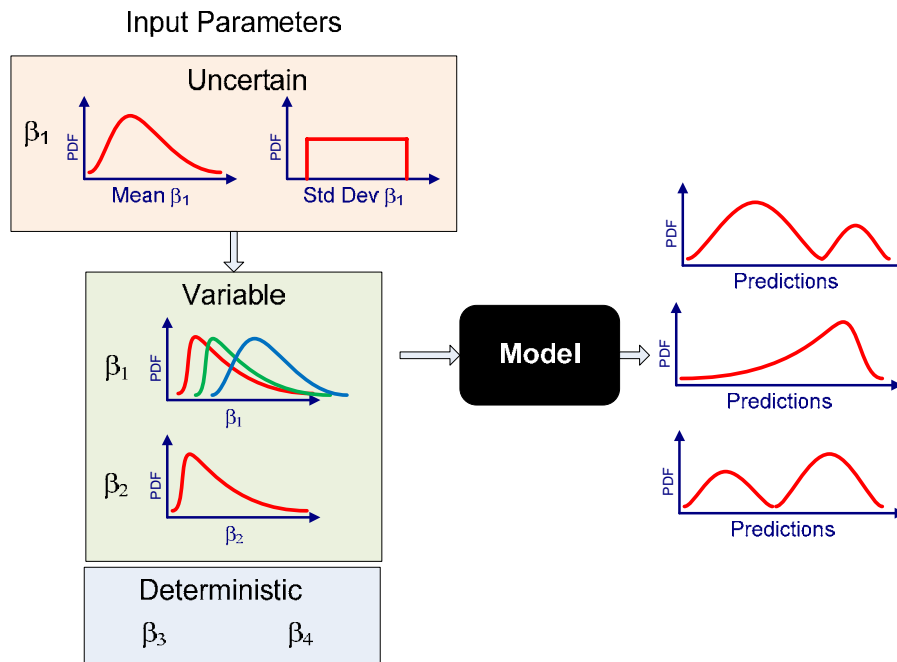 Input Parameters
Uncertain
β1
PDF
Mean β1
PDF
Std Dev β1
Variable
β1
PDF
β1
β2
PDF
β2
Deterministic
β3 β4
Model
PDF
Predictions
PDF
Predictions
PDF
Predictions